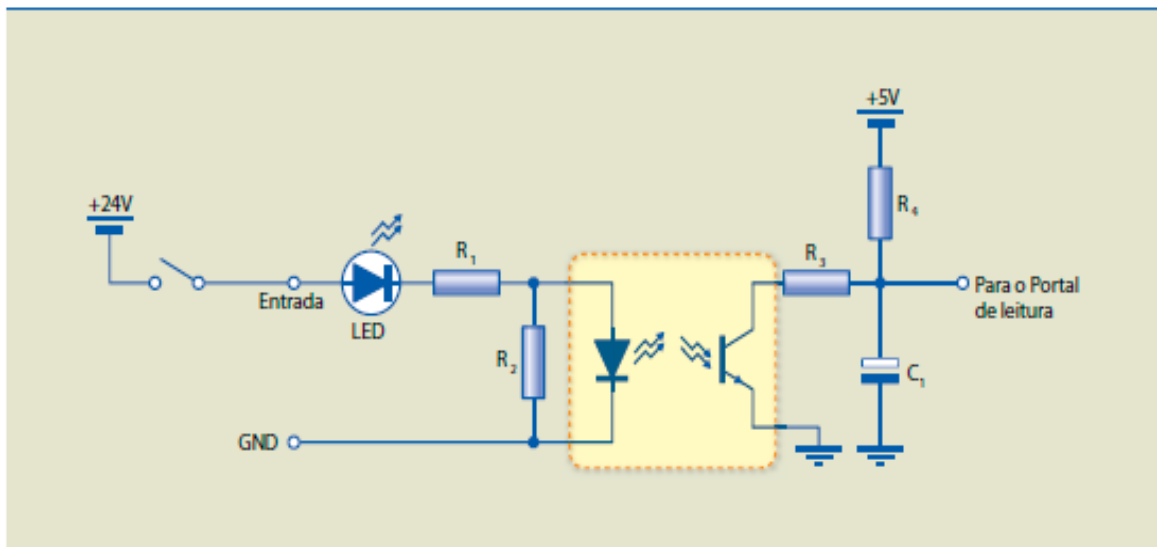 +5V
R₄
+24V
R₁
R₃
Entrada
LED
Para o Portal
de leitura
R₂
C₁
GND